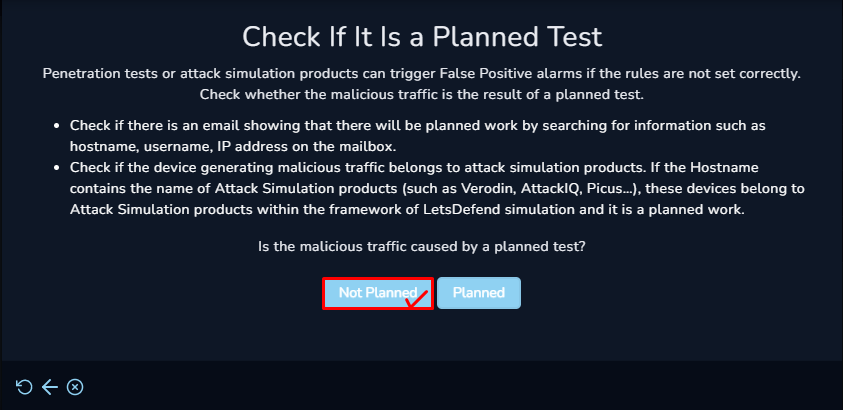 Check If It Is a Planned Test
Penetration tests or attack simulation products can trigger False Positive alarms if the rules are not set correctly.
Check whether the malicious traffic is the result of a planned test.
• Check if there is an email showing that there will be planned work by searching for information such as
hostname, username, IP address on the mailbox.
• Check if the device generating malicious traffic belongs to attack simulation products. If the Hostname
contains the name of Attack Simulation products (such as Verodin, AttackIQ, Picus...), these devices belong to
Attack Simulation products within the framework of LetsDefend simulation and it is a planned work.
Is the malicious traffic caused by a planned test?
Not Planned Planned